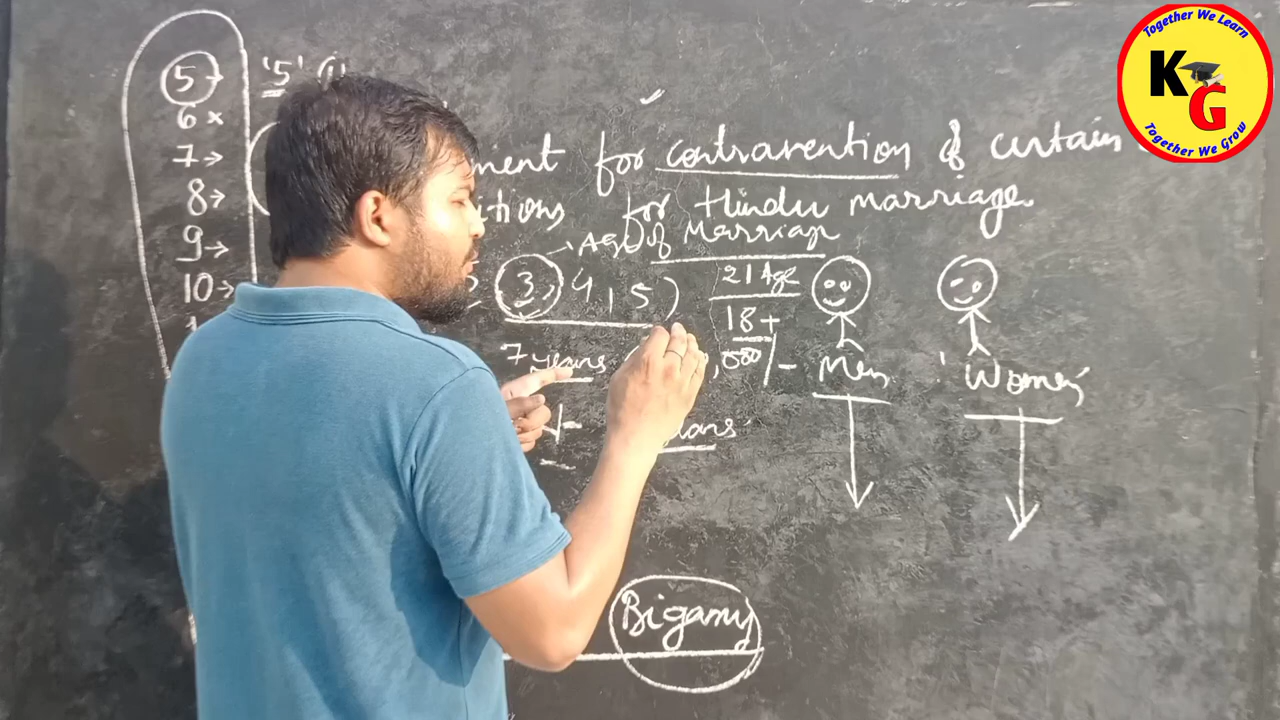 Together We Learn
KG
Together We Grow
5→ '5'
6 ×
7→
8→
9→
10→
ment for contravention of certain
itions for Hindu marriage
Age of Marriage
3, 4, 5)
21 Age
18+
7 years
Men
'Women'
Bigamy